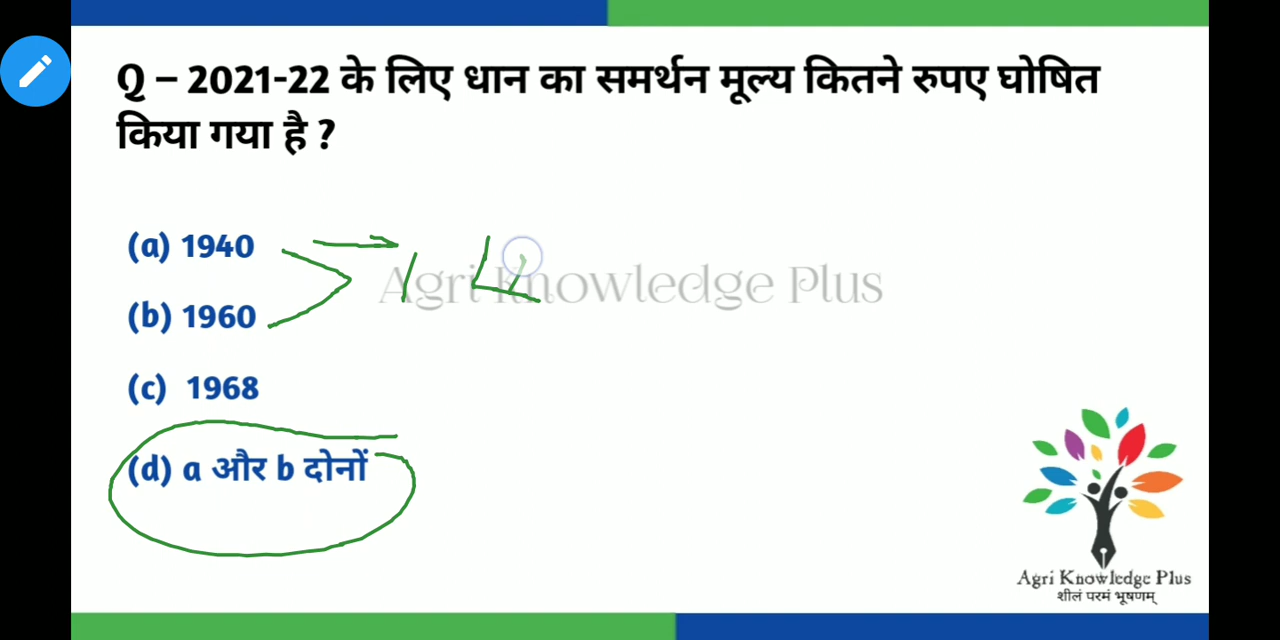 Q – 2021-22 के लिए धान का समर्थन मूल्य कितने रुपए घोषित
किया गया है ?
(a) 1940
(b) 1960
(c) 1968
(d) a और b दोनों
Agri Knowledge Plus
Agri Knowledge Plus
शीलं परमं भूषणम्